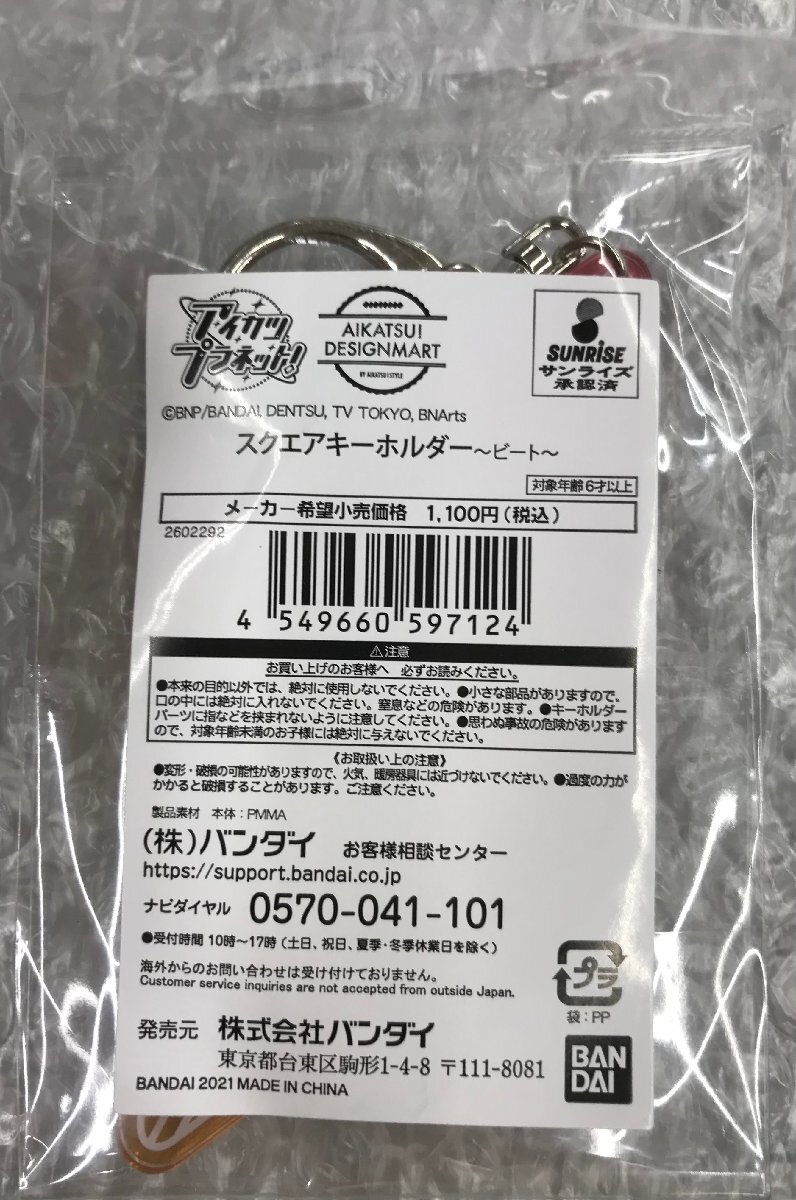 アイカツ
プラネット!
AIKATSU!
DESIGNMART
BY AIKATSU!STYLE
SUNRISE
サンライズ
承認済
©BNP/BANDAI, DENTSU, TV TOKYO, BNArts
スクエアキーホルダー～ビート～
対象年齢6才以上
メーカー希望小売価格 1,100円(税込)
2602292
4 549660 597124
⚠注意
お買い上げのお客様へ 必ずお読みください。
●本来の目的以外では、絶対に使用しないでください。●小さな部品がありますので、
口の中には絶対に入れないでください。窒息などの危険があります。●キーホルダー
パーツに指などを挟まれないように注意してください。●思わぬ事故の危険があります
ので、対象年齢未満のお子様には絶対に与えないでください。
《お取扱い上の注意》
●変形・破損の可能性がありますので、火気、暖房器具には近づけないでください。●過度の力が
かかると破損することがあります。ご注意ください。
製品素材 本体:PMMA
(株)バンダイ お客様相談センター
https://support.bandai.co.jp
ナビダイヤル 0570-041-101
●受付時間 10時～17時(土日、祝日、夏季・冬季休業日を除く)
海外からのお問い合わせは受け付けておりません。
Customer service inquiries are not accepted from outside Japan.
プラ
袋:PP
発売元 株式会社バンダイ
東京都台東区駒形1-4-8 〒111-8081
BANDAI 2021 MADE IN CHINA
BAN
DAI